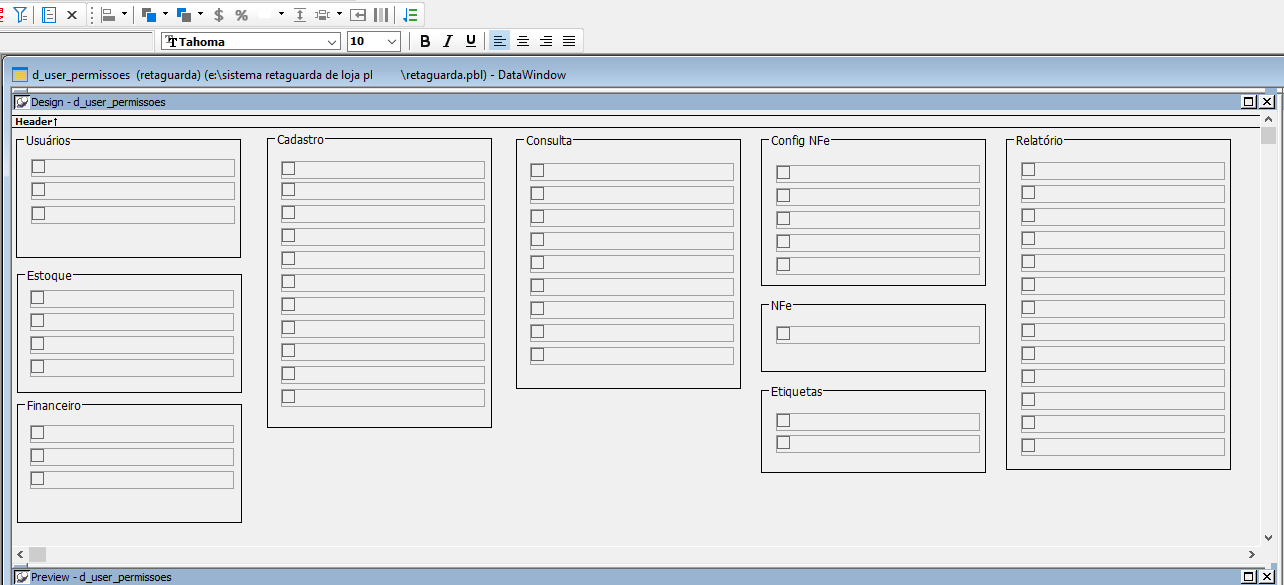 Tahoma
10
B I U
d_user_permissoes (retaguarda) (e:\sistema retaguarda de loja pl \retaguarda.pbl) - DataWindow
Design - d_user_permissoes
Header↑
Usuários
Cadastro
Consulta
Config NFe
Relatório
Estoque
NFe
Etiquetas
Financeiro
Preview - d_user_permissoes